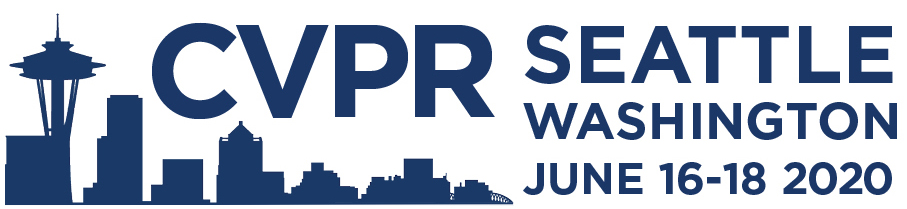 CVPR
SEATTLE
WASHINGTON
JUNE 16-18 2020